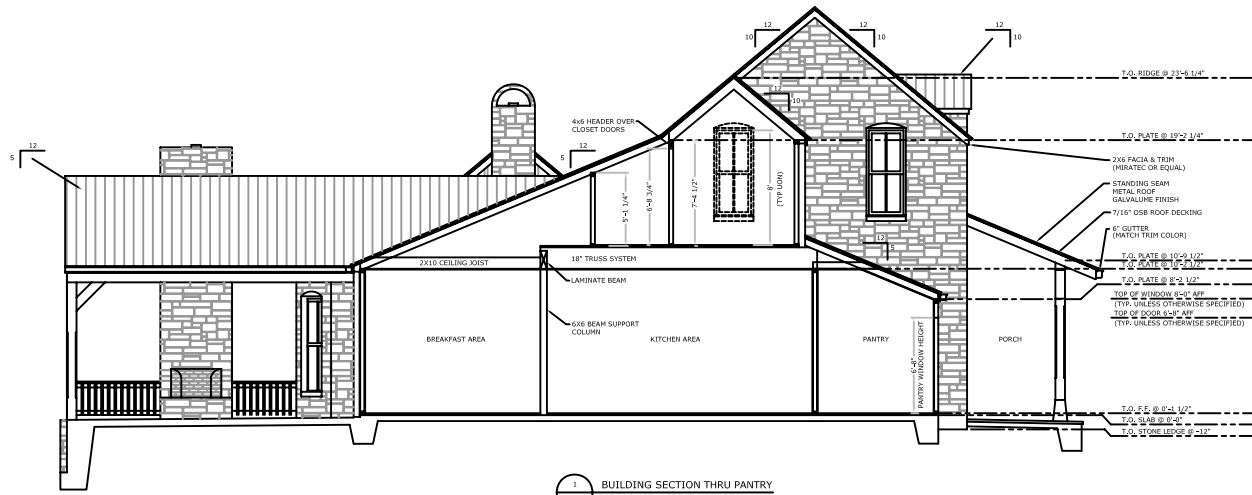 12
10
12
10
12
10
T.O. RIDGE @ 23'-6 1/4"
12
10
4x6 HEADER OVER
CLOSET DOORS
T.O. PLATE @ 19'-2 1/4"
12
5
12
5
2X6 FACIA & TRIM
(MIRATEC OR EQUAL)
5'-1 1/4"
6'-8 3/4"
7'-4 1/2"
8'
(TYP UON)
STANDING SEAM
METAL ROOF
GALVALUME FINISH
7/16" OSB ROOF DECKING
6" GUTTER
(MATCH TRIM COLOR)
12
5
2X10 CEILING JOIST
18" TRUSS SYSTEM
T.O. PLATE @ 10'-9 1/2"
T.O. PLATE @ 10'-2 1/2"
LAMINATE BEAM
T.O. PLATE @ 8'-2 1/2"
TOP OF WINDOW 8'-0" AFF
(TYP. UNLESS OTHERWISE SPECIFIED)
TOP OF DOOR 6'-8" AFF
(TYP. UNLESS OTHERWISE SPECIFIED)
6X6 BEAM SUPPORT
COLUMN
BREAKFAST AREA
KITCHEN AREA
PANTRY
6'-8"
PANTRY WINDOW HEIGHT
PORCH
T.O. F.F. @ 0'-1 1/2"
T.O. SLAB @ 0'-0"
T.O. STONE LEDGE @ -12"
1
BUILDING SECTION THRU PANTRY